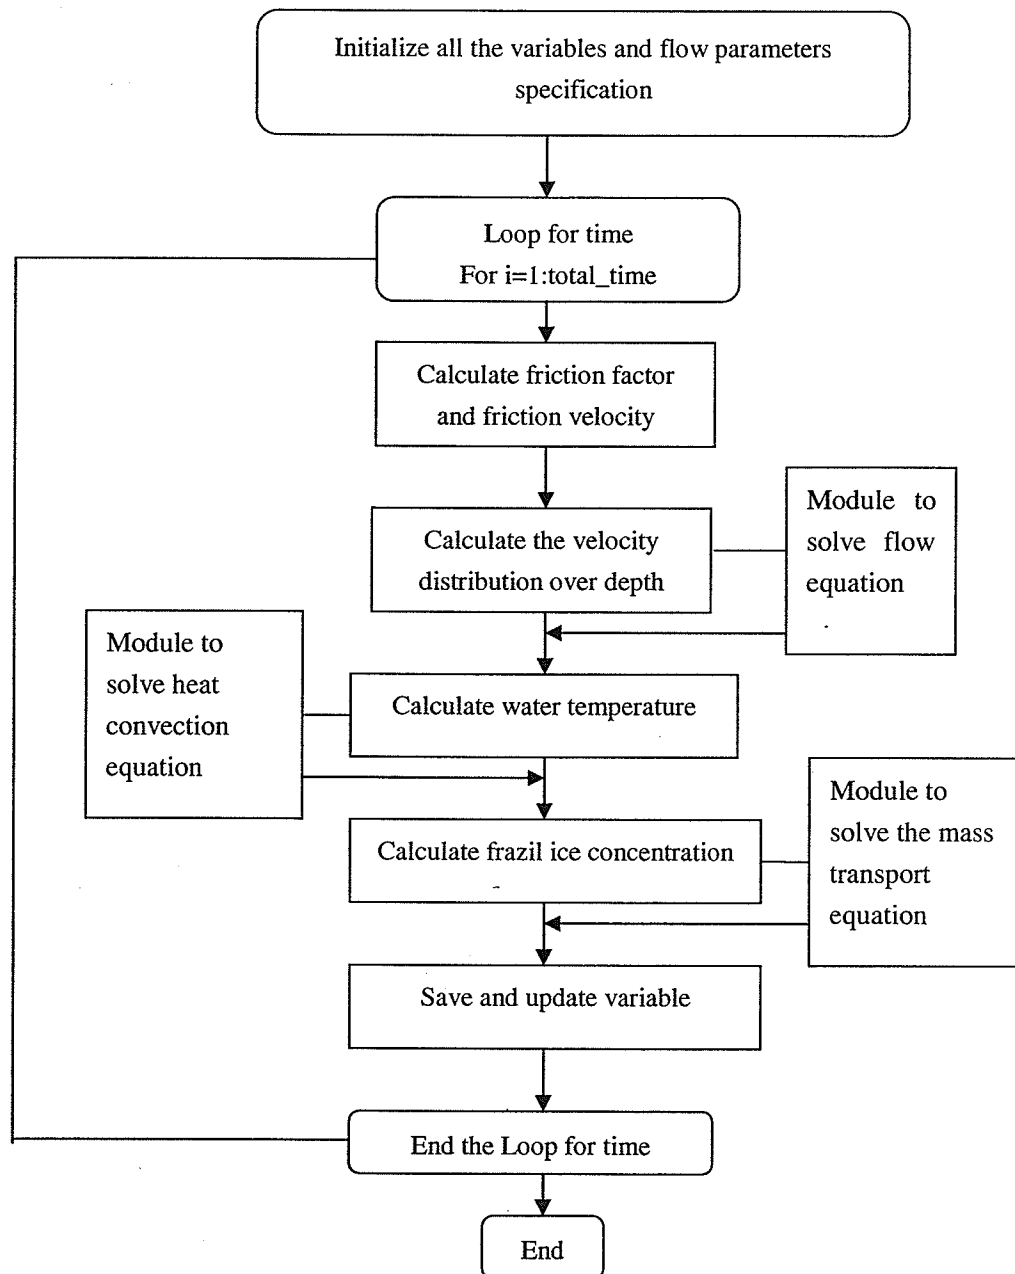 Initialize all the variables and flow parameters
specification
Loop for time
For i=1:total_time
Calculate friction factor
and friction velocity
Calculate the velocity
distribution over depth
Module to
solve flow
equation
Module to
solve heat
convection
equation
Calculate water temperature
Calculate frazil ice concentration
Module to
solve the mass
transport
equation
Save and update variable
End the Loop for time
End